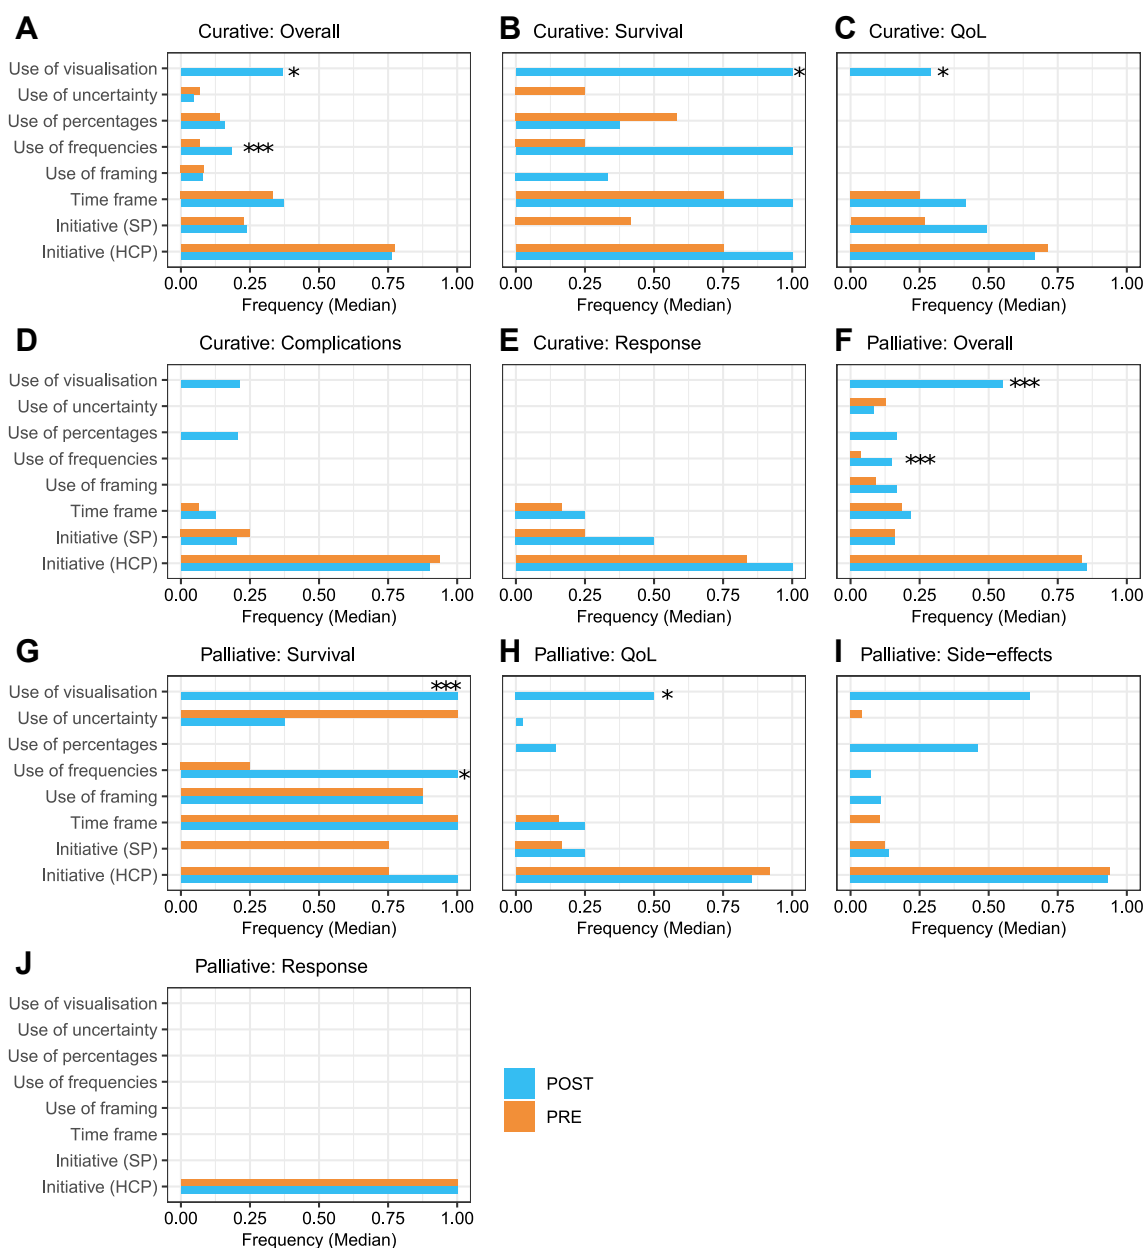 A Curative: Overall
B Curative: Survival
C Curative: QoL
Use of visualisation
Use of uncertainty
Use of percentages
Use of frequencies
Use of framing
Time frame
Initiative (SP)
Initiative (HCP)
*
***
*
*
0.00 0.25 0.50 0.75 1.00
Frequency (Median)
0.00 0.25 0.50 0.75 1.00
Frequency (Median)
0.00 0.25 0.50 0.75 1.00
Frequency (Median)
D Curative: Complications
E Curative: Response
F Palliative: Overall
Use of visualisation
Use of uncertainty
Use of percentages
Use of frequencies
Use of framing
Time frame
Initiative (SP)
Initiative (HCP)
***
***
0.00 0.25 0.50 0.75 1.00
Frequency (Median)
0.00 0.25 0.50 0.75 1.00
Frequency (Median)
0.00 0.25 0.50 0.75 1.00
Frequency (Median)
G Palliative: Survival
H Palliative: QoL
I Palliative: Side−effects
Use of visualisation
Use of uncertainty
Use of percentages
Use of frequencies
Use of framing
Time frame
Initiative (SP)
Initiative (HCP)
***
*
*
0.00 0.25 0.50 0.75 1.00
Frequency (Median)
0.00 0.25 0.50 0.75 1.00
Frequency (Median)
0.00 0.25 0.50 0.75 1.00
Frequency (Median)
J Palliative: Response
Use of visualisation
Use of uncertainty
Use of percentages
Use of frequencies
Use of framing
Time frame
Initiative (SP)
Initiative (HCP)
0.00 0.25 0.50 0.75 1.00
Frequency (Median)
POST
PRE